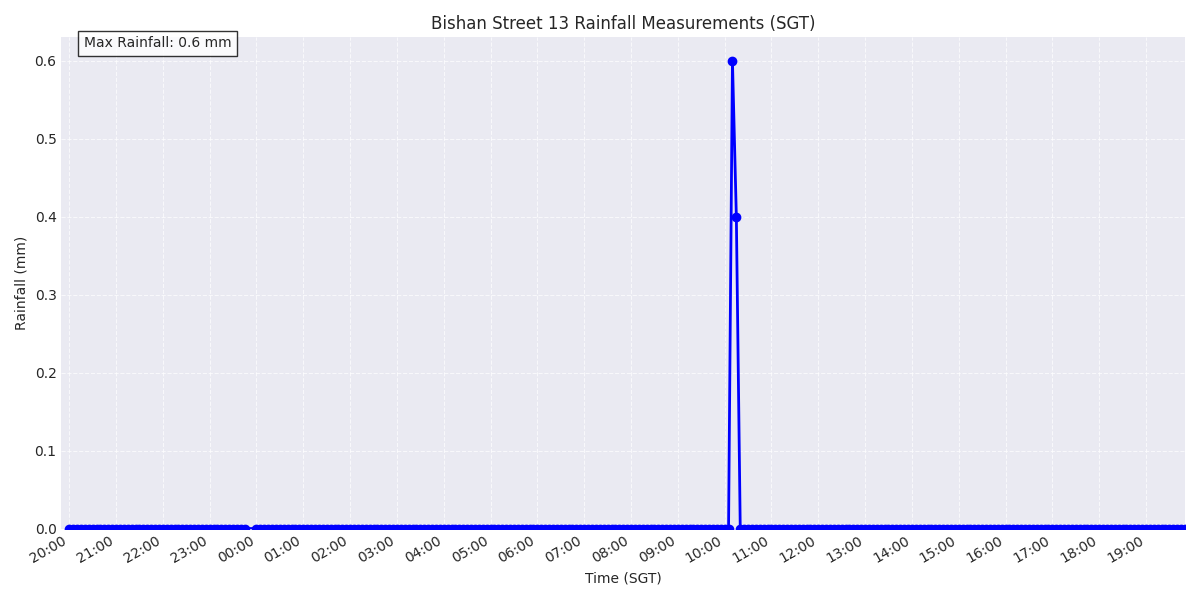 Bishan Street 13 Rainfall Measurements (SGT)
Max Rainfall: 0.6 mm
0.6
0.5
0.4
0.3
0.2
0.1
0.0
Rainfall (mm)
20:00 21:00 22:00 23:00 00:00 01:00 02:00 03:00 04:00 05:00 06:00 07:00 08:00 09:00 10:00 11:00 12:00 13:00 14:00 15:00 16:00 17:00 18:00 19:00
Time (SGT)